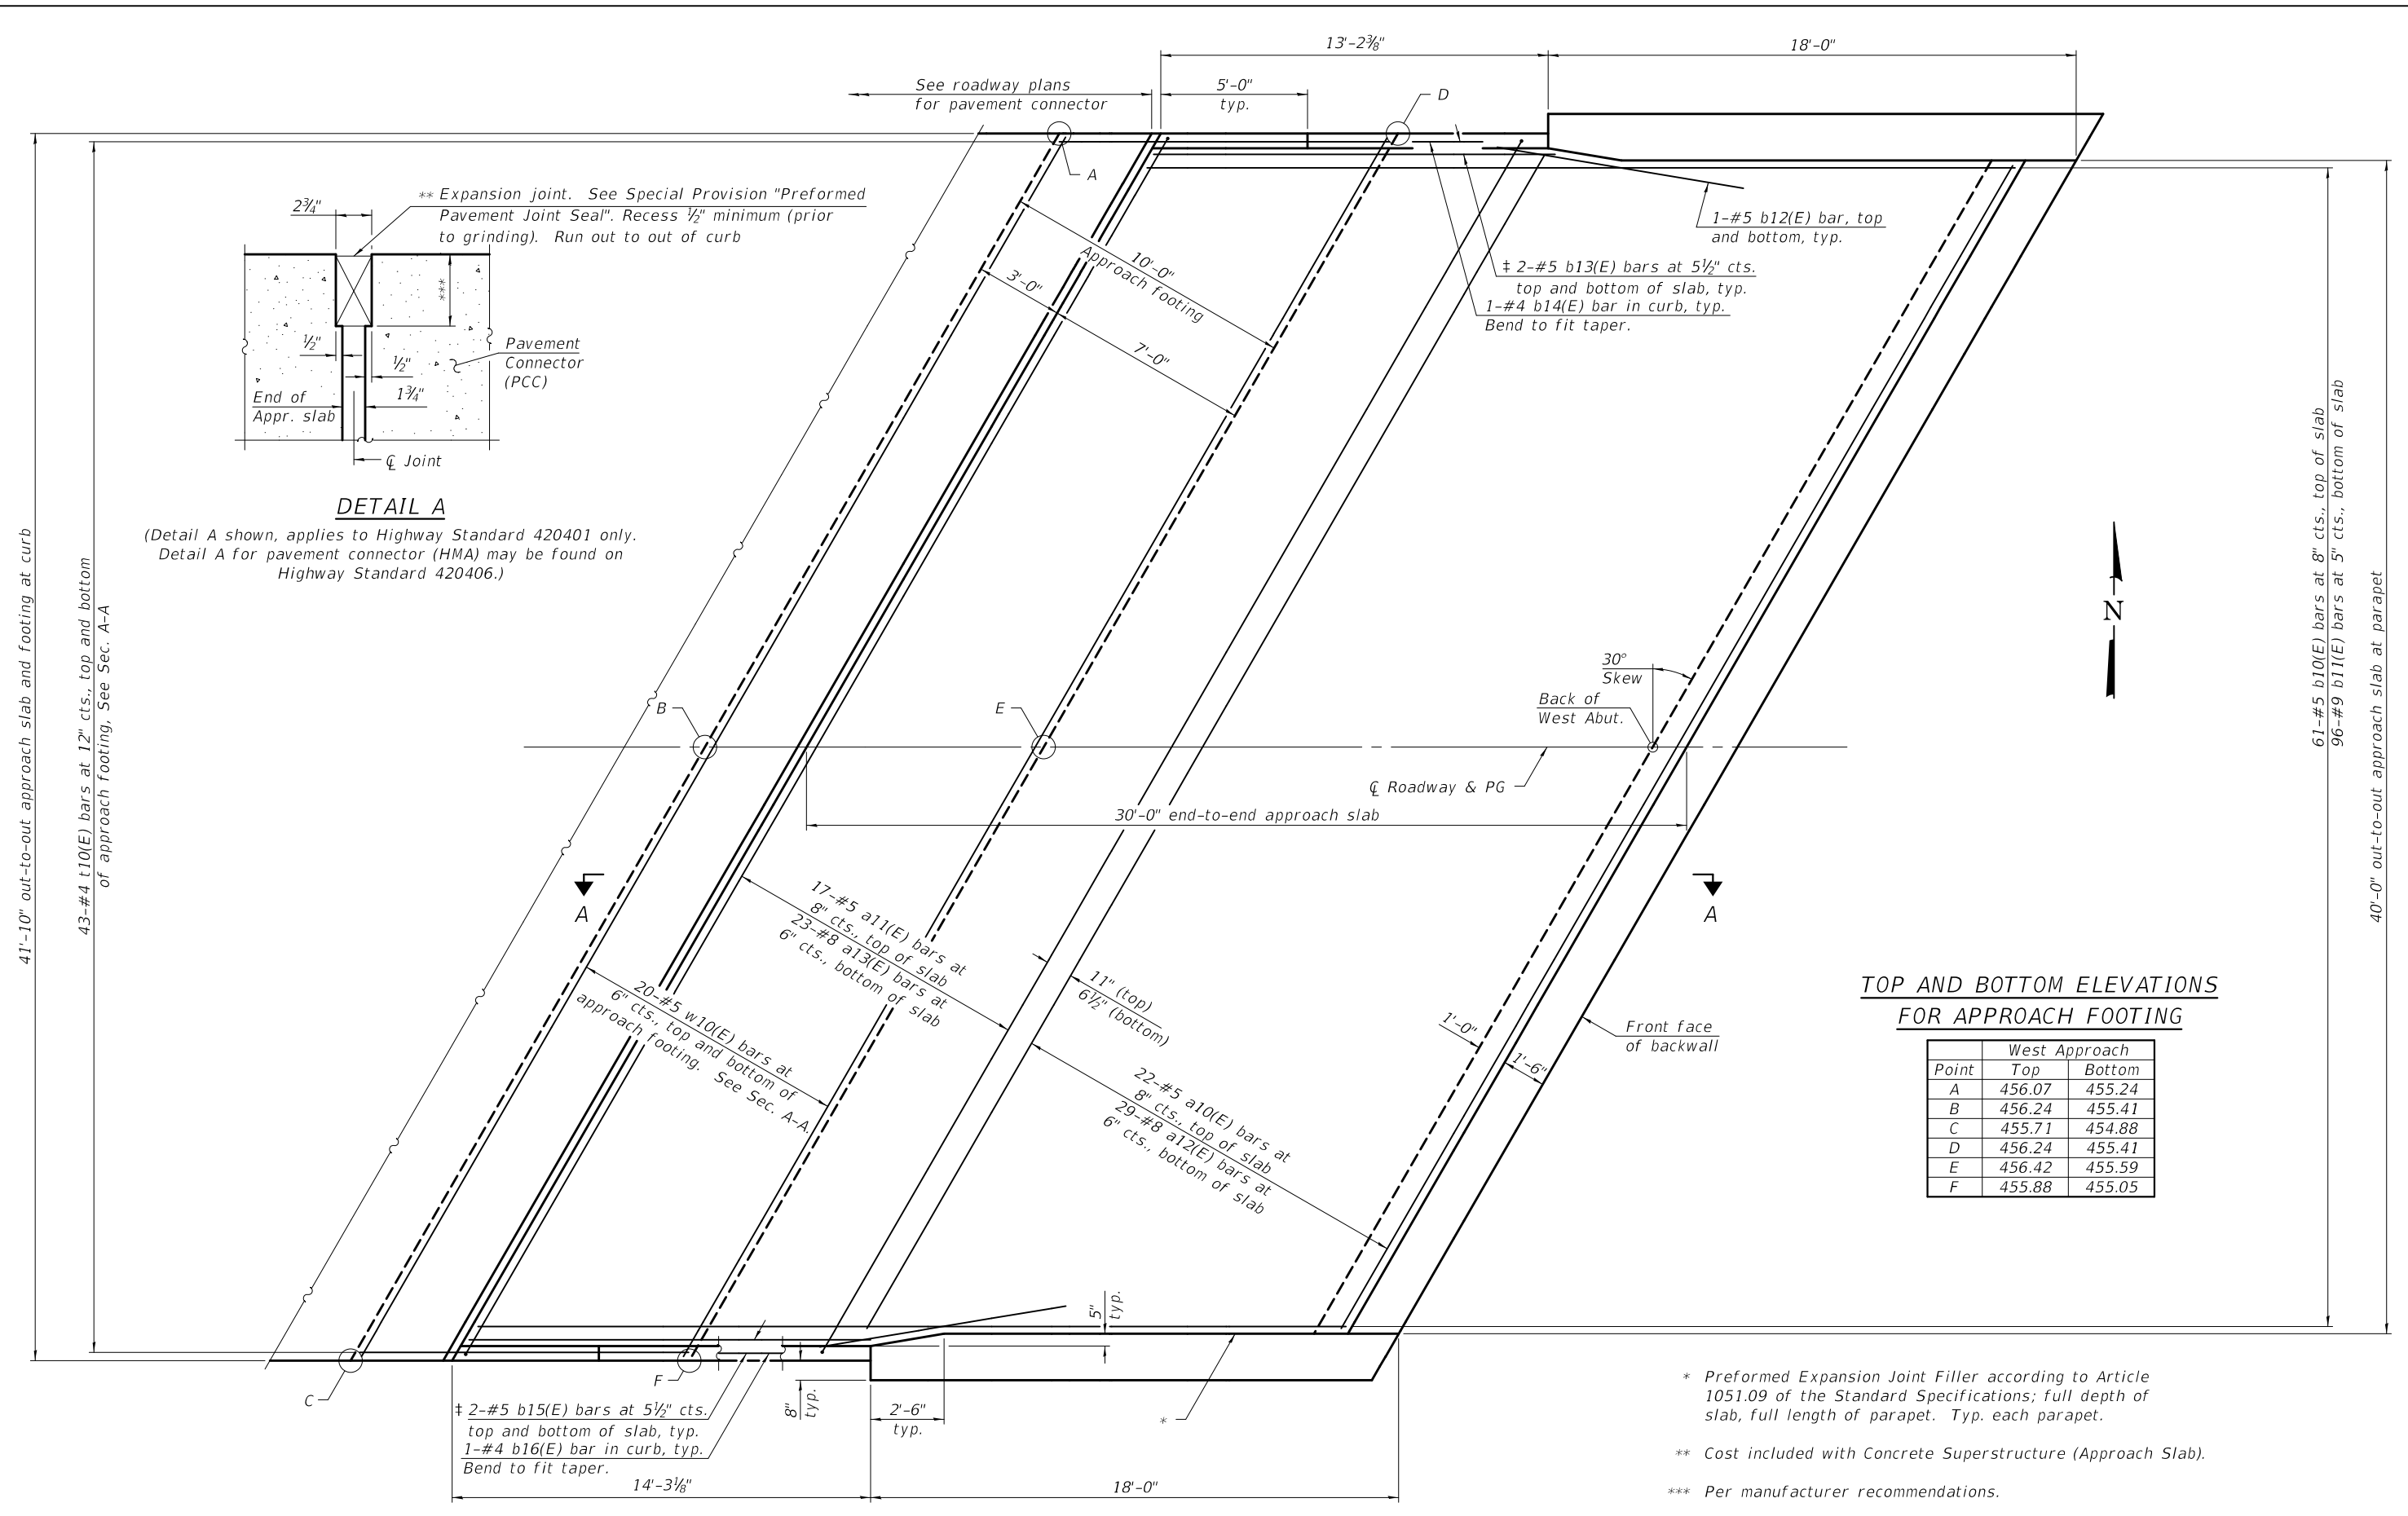 13'-2⅜"
18'-0"
See roadway plans
for pavement connector
5'-0"
typ.
D
A
** Expansion joint. See Special Provision "Preformed
Pavement Joint Seal". Recess ½" minimum (prior
to grinding). Run out to out of curb
2¾"
***
½"
½"
1¾"
Pavement
Connector
(PCC)
End of
Appr. slab
℄ Joint
DETAIL A
(Detail A shown, applies to Highway Standard 420401 only.
Detail A for pavement connector (HMA) may be found on
Highway Standard 420406.)
10'-0"
Approach footing
3'-0"
7'-0"
1-#5 b12(E) bar, top
and bottom, typ.
‡ 2-#5 b13(E) bars at 5½" cts.
top and bottom of slab, typ.
1-#4 b14(E) bar in curb, typ.
Bend to fit taper.
41'-10" out-to-out approach slab and footing at curb
43-#4 t10(E) bars at 12" cts., top and bottom
of approach footing, See Sec. A-A
61-#5 b10(E) bars at 8" cts., top of slab
96-#9 b11(E) bars at 5" cts., bottom of slab
40'-0" out-to-out approach slab at parapet
N
30°
Skew
Back of
West Abut.
B
E
℄ Roadway & PG
30'-0" end-to-end approach slab
A
A
17-#5 a11(E) bars at
8" cts., top of slab
23-#8 a13(E) bars at
6" cts., bottom of slab
20-#5 w10(E) bars at
6" cts., top and bottom of
approach footing. See Sec. A-A.
11" (top)
6½" (bottom)
22-#5 a10(E) bars at
8" cts., top of slab
29-#8 a12(E) bars at
6" cts., bottom of slab
1'-0"
1'-6"
Front face
of backwall
TOP AND BOTTOM ELEVATIONS
FOR APPROACH FOOTING
West Approach
Point Top Bottom
A 456.07 455.24
B 456.24 455.41
C 455.71 454.88
D 456.24 455.41
E 456.42 455.59
F 455.88 455.05
5"
typ.
C
F
‡ 2-#5 b15(E) bars at 5½" cts.
top and bottom of slab, typ.
1-#4 b16(E) bar in curb, typ.
Bend to fit taper.
8"
typ.
2'-6"
typ.
*
14'-3⅛"
18'-0"
* Preformed Expansion Joint Filler according to Article
1051.09 of the Standard Specifications; full depth of
slab, full length of parapet. Typ. each parapet.
** Cost included with Concrete Superstructure (Approach Slab).
*** Per manufacturer recommendations.